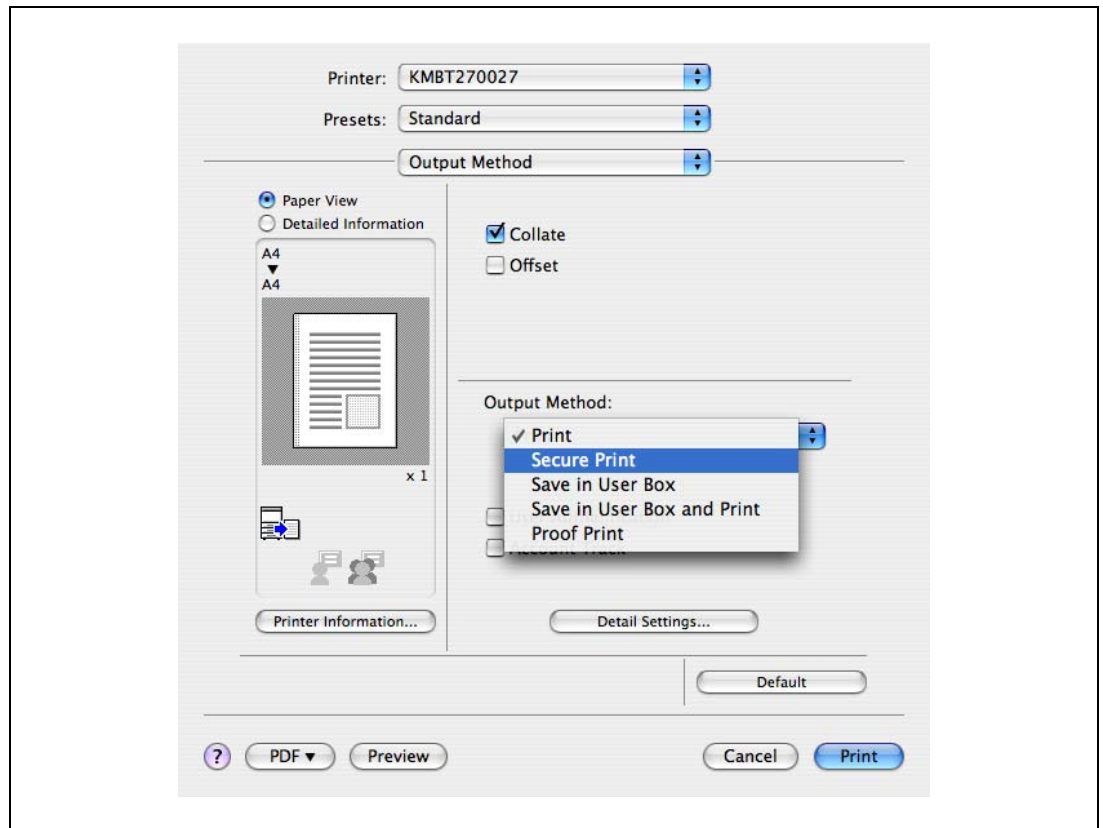 Printer: KMBT270027
Presets: Standard
Output Method
Paper View
Detailed Information
A4
A4
x 1
Printer Information...
Collate
Offset
Output Method:
✓ Print
Secure Print
Save in User Box
Save in User Box and Print
Proof Print
Account Track
Detail Settings...
Default
? PDF ▼ Preview Cancel Print